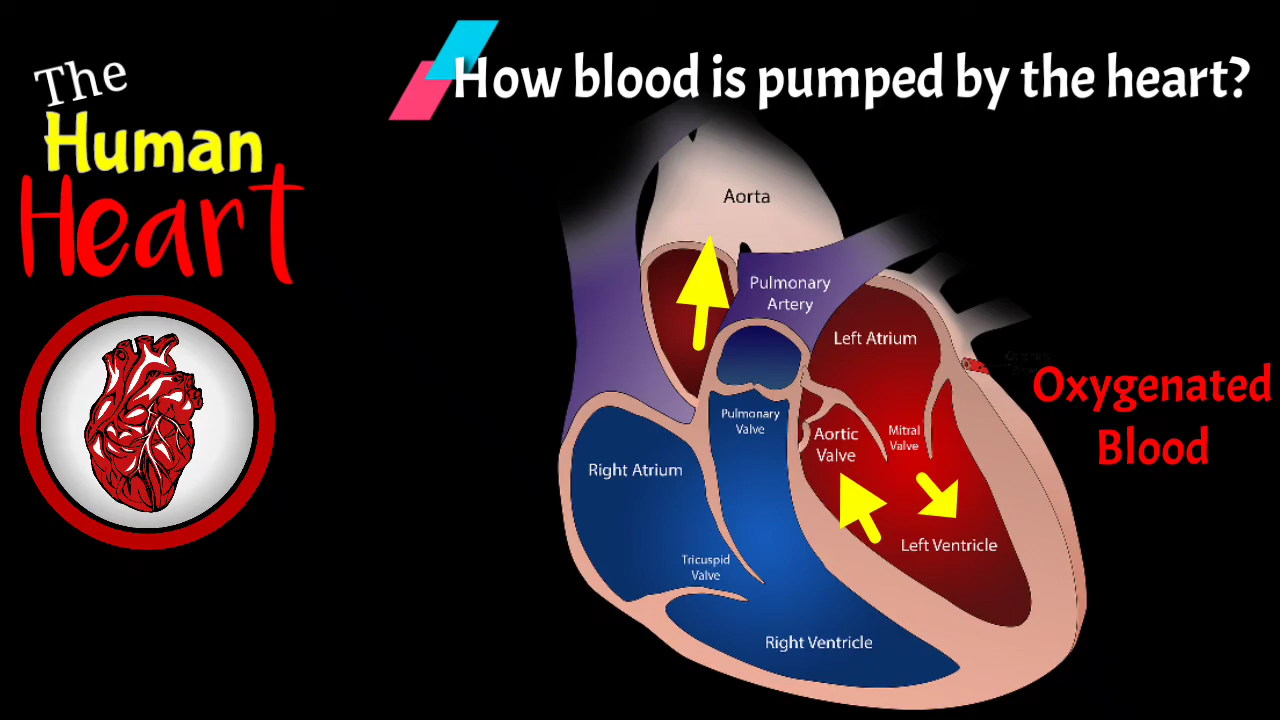 The
Human
Heart
How blood is pumped by the heart?
Aorta
Pulmonary
Artery
Left Atrium
Oxygenated
Blood
Pulmonary
Valve
Aortic
Valve
Mitral
Valve
Right Atrium
Left Ventricle
Tricuspid
Valve
Right Ventricle